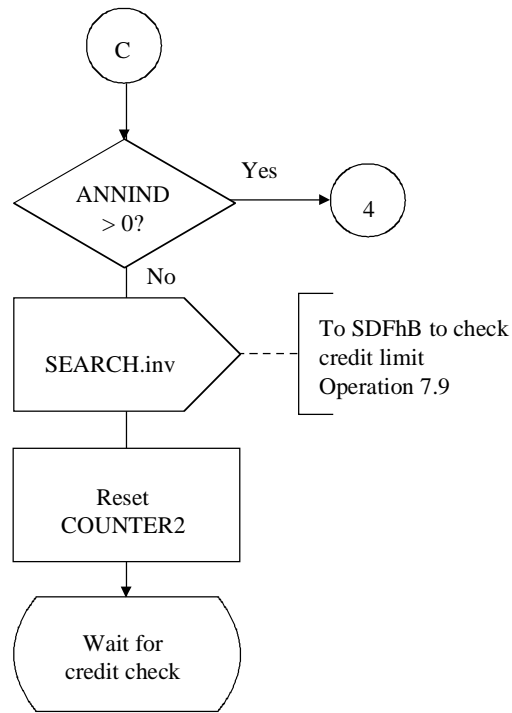 C
ANNIND
> 0?
Yes
4
No
SEARCH.inv
To SDFhB to check
credit limit
Operation 7.9
Reset
COUNTER2
Wait for
credit check